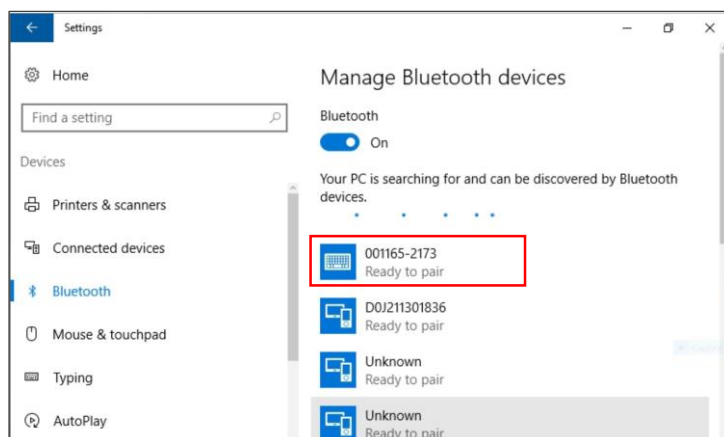 Settings
Home
Find a setting
Devices
Printers & scanners
Connected devices
Bluetooth
Mouse & touchpad
Typing
AutoPlay
Manage Bluetooth devices
Bluetooth
On
Your PC is searching for and can be discovered by Bluetooth
devices.
001165-2173
Ready to pair
D0J211301836
Ready to pair
Unknown
Ready to pair
Unknown
Ready to pair